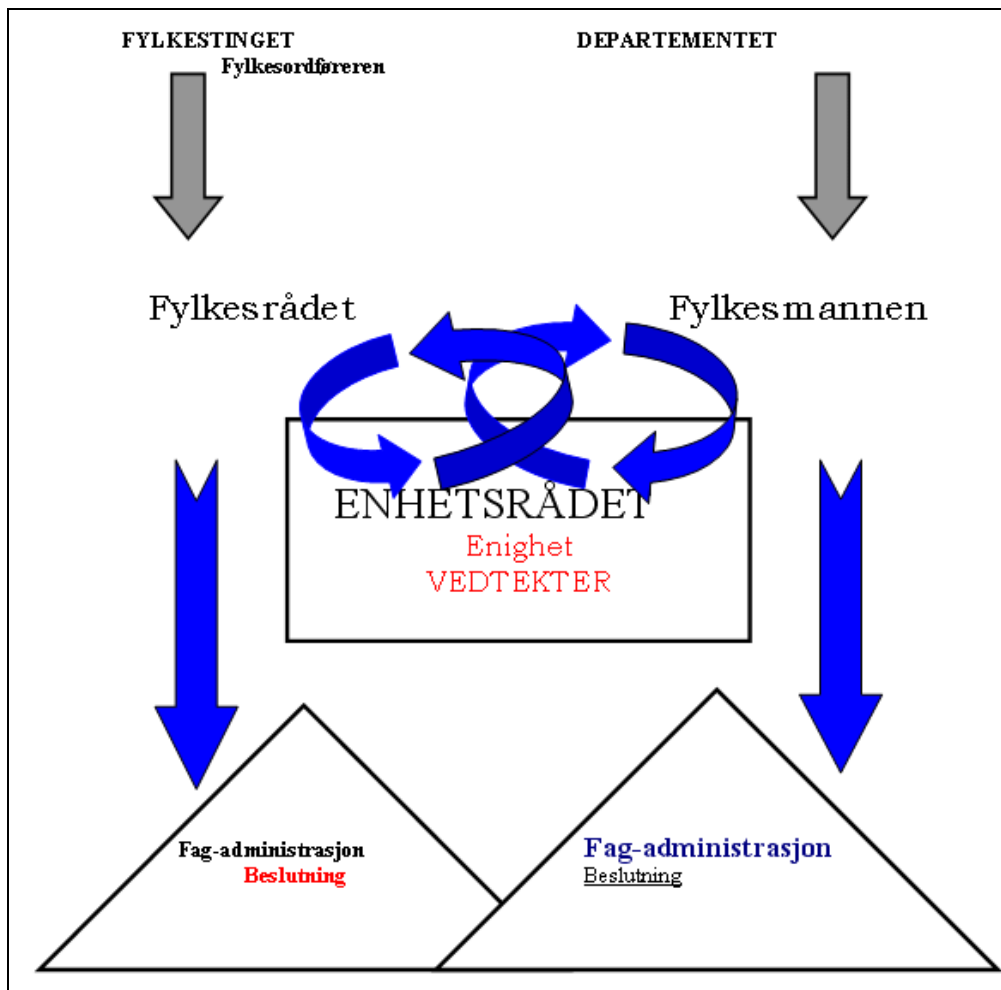 FYLKESTINGET
Fylkesordføreren
DEPARTEMENTET
Fylkesrådet
Fylkesmannen
ENHETSRÅDET
Enighet
VEDTEKTER
Fag-administrasjon
Beslutning
Fag-administrasjon
Beslutning